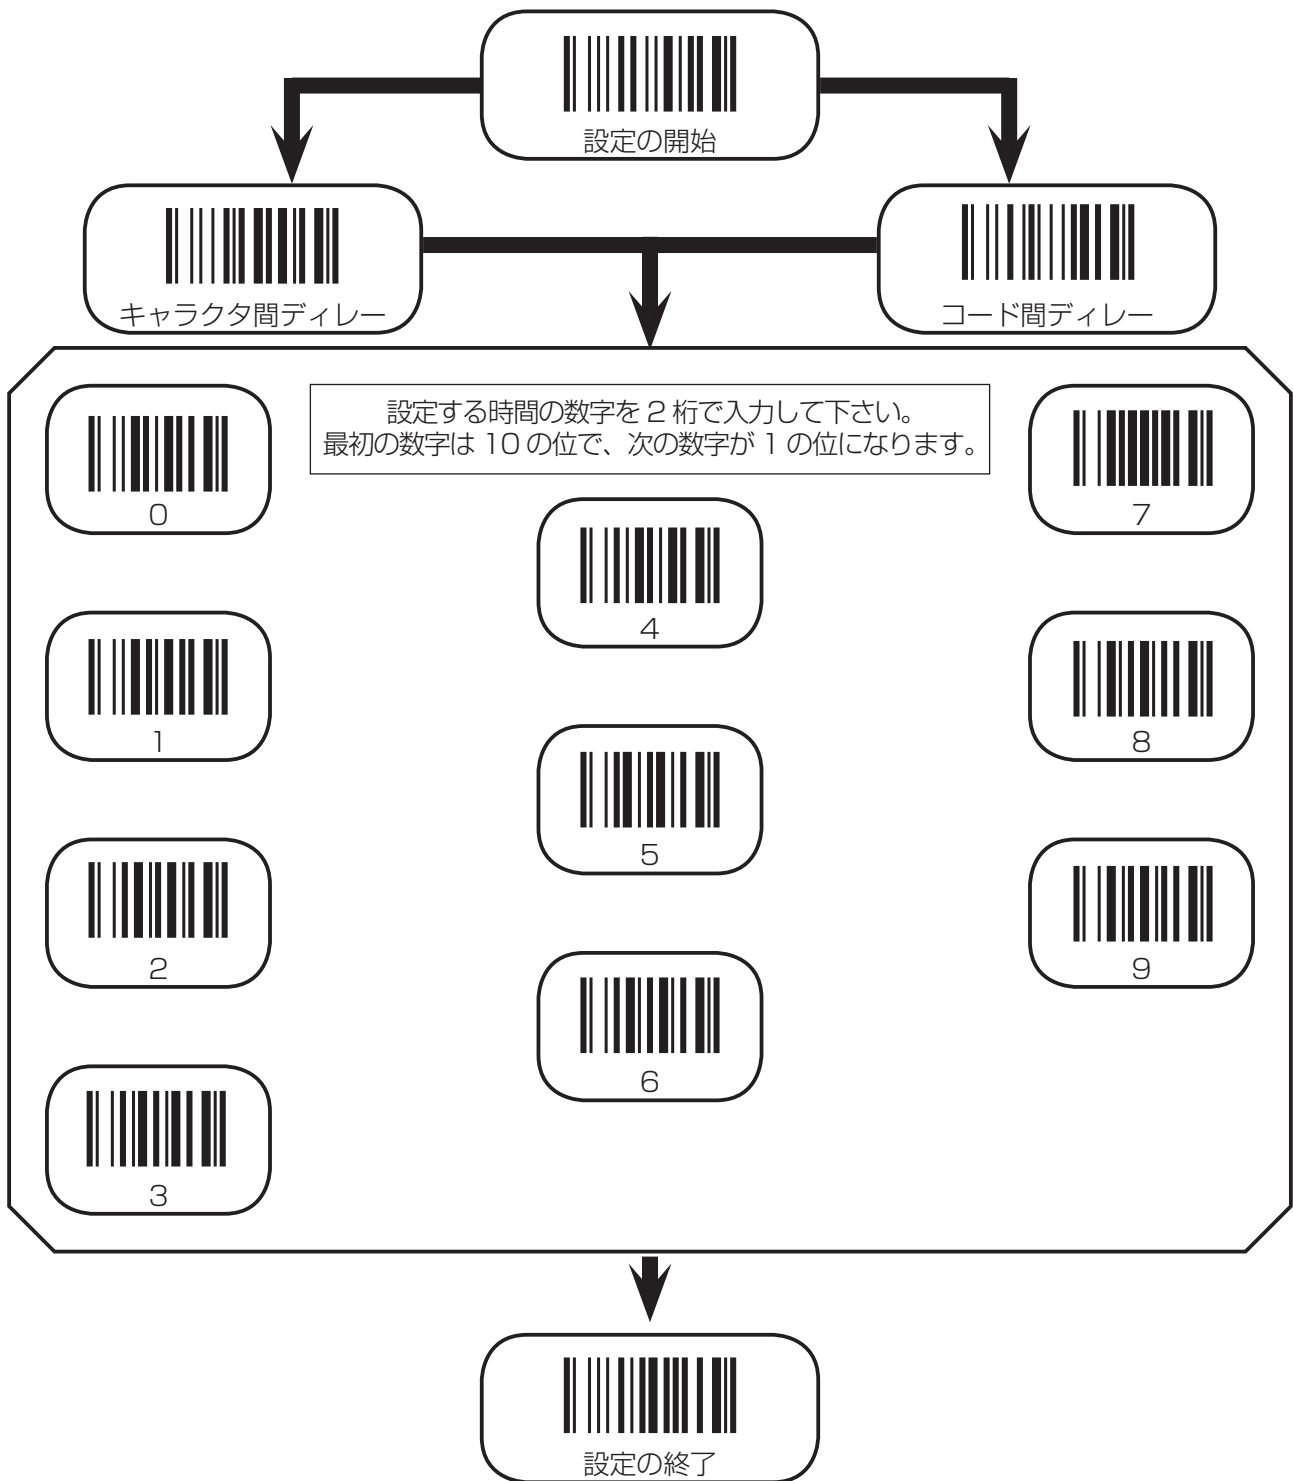 設定の開始
キャラクタ間ディレー
コード間ディレー
設定する時間の数字を2桁で入力して下さい。
最初の数字は10の位で、次の数字が1の位になります。
0
7
4
1
8
5
2
9
6
3
設定の終了